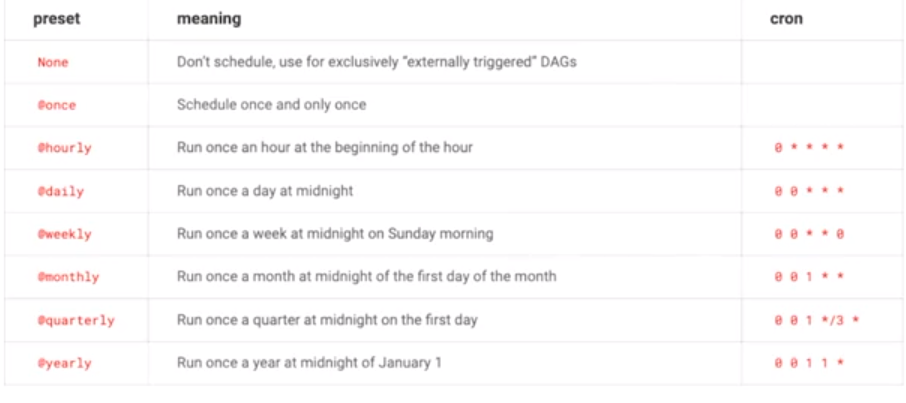 preset meaning cron
None Don't schedule, use for exclusively "externally triggered" DAGs
@once Schedule once and only once
@hourly Run once an hour at the beginning of the hour 0 * * * *
@daily Run once a day at midnight 0 0 * * *
@weekly Run once a week at midnight on Sunday morning 0 0 * * 0
@monthly Run once a month at midnight of the first day of the month 0 0 1 * *
@quarterly Run once a quarter at midnight on the first day 0 0 1 */3 *
@yearly Run once a year at midnight of January 1 0 0 1 1 *